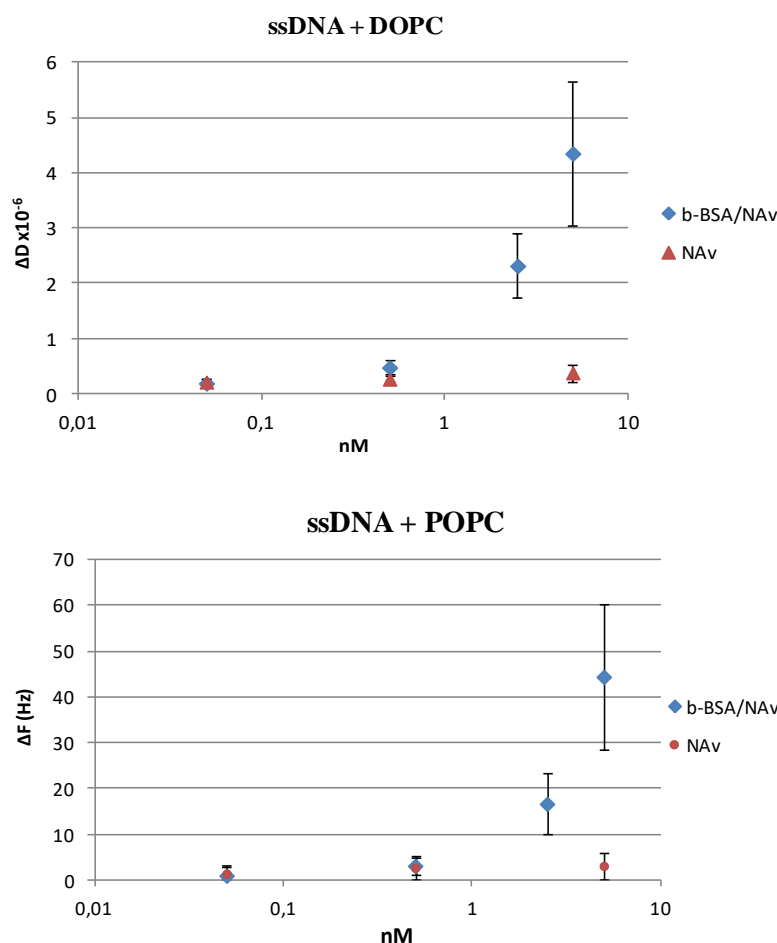 ssDNA + DOPC
6
5
4
3
2
1
0
ΔD x10⁻⁶
0,01 0,1 1 10
nM
b-BSA/NAv
NAv
ssDNA + POPC
70
60
50
40
30
20
10
0
ΔF (Hz)
0,01 0,1 1 10
nM
b-BSA/NAv
NAv